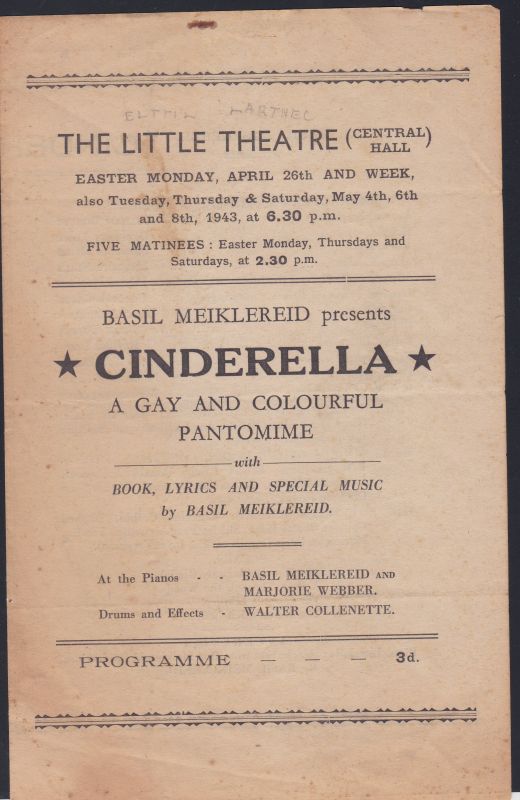 ELTTIL LARTNEC
THE LITTLE THEATRE (CENTRAL HALL)
EASTER MONDAY, APRIL 26th AND WEEK,
also Tuesday, Thursday & Saturday, May 4th, 6th
and 8th, 1943, at 6.30 p.m.
FIVE MATINEES : Easter Monday, Thursdays and
Saturdays, at 2.30 p.m.
BASIL MEIKLEREID presents
★ CINDERELLA ★
A GAY AND COLOURFUL
PANTOMIME
with
BOOK, LYRICS AND SPECIAL MUSIC
by BASIL MEIKLEREID.
At the Pianos - - BASIL MEIKLEREID AND
MARJORIE WEBBER.
Drums and Effects - WALTER COLLENETTE.
PROGRAMME — — — 3d.